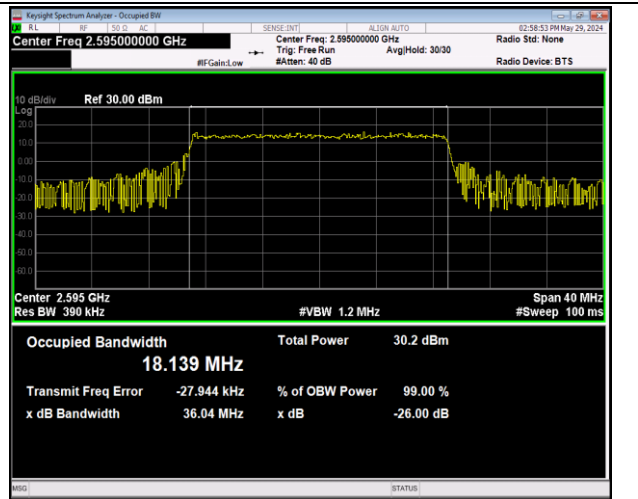 Keysight Spectrum Analyzer - Occupied BW
RL RF 50 Ω AC SENSE:INT ALIGN AUTO 02:58:53 PM May 29, 2024
Center Freq 2.595000000 GHz Center Freq: 2.595000000 GHz Radio Std: None
Trig: Free Run Avg|Hold: 30/30
#IFGain:Low #Atten: 40 dB Radio Device: BTS
10 dB/div Ref 30.00 dBm
Log
20.0
10.0
0.00
-10.0
-20.0
-30.0
-40.0
-50.0
-60.0
Center 2.595 GHz Span 40 MHz
Res BW 390 kHz #VBW 1.2 MHz #Sweep 100 ms
Occupied Bandwidth Total Power 30.2 dBm
18.139 MHz
Transmit Freq Error -27.944 kHz % of OBW Power 99.00 %
x dB Bandwidth 36.04 MHz x dB -26.00 dB
MSG STATUS